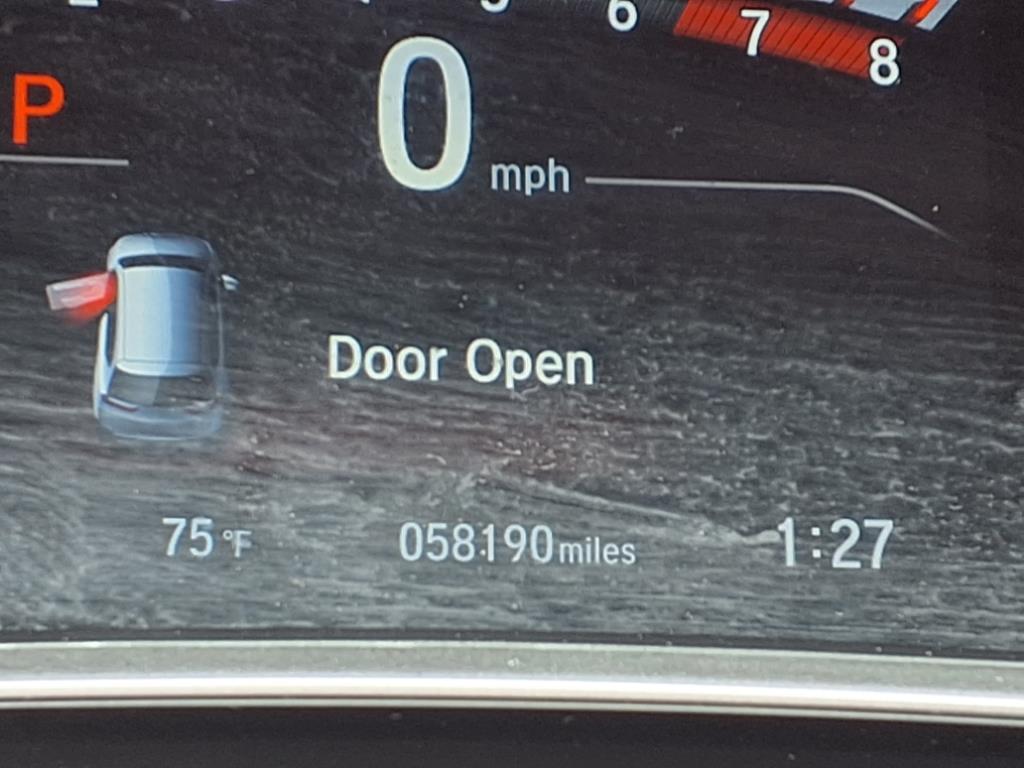 6 7 8
P
0 mph
Door Open
75 °F 058190 miles 1:27